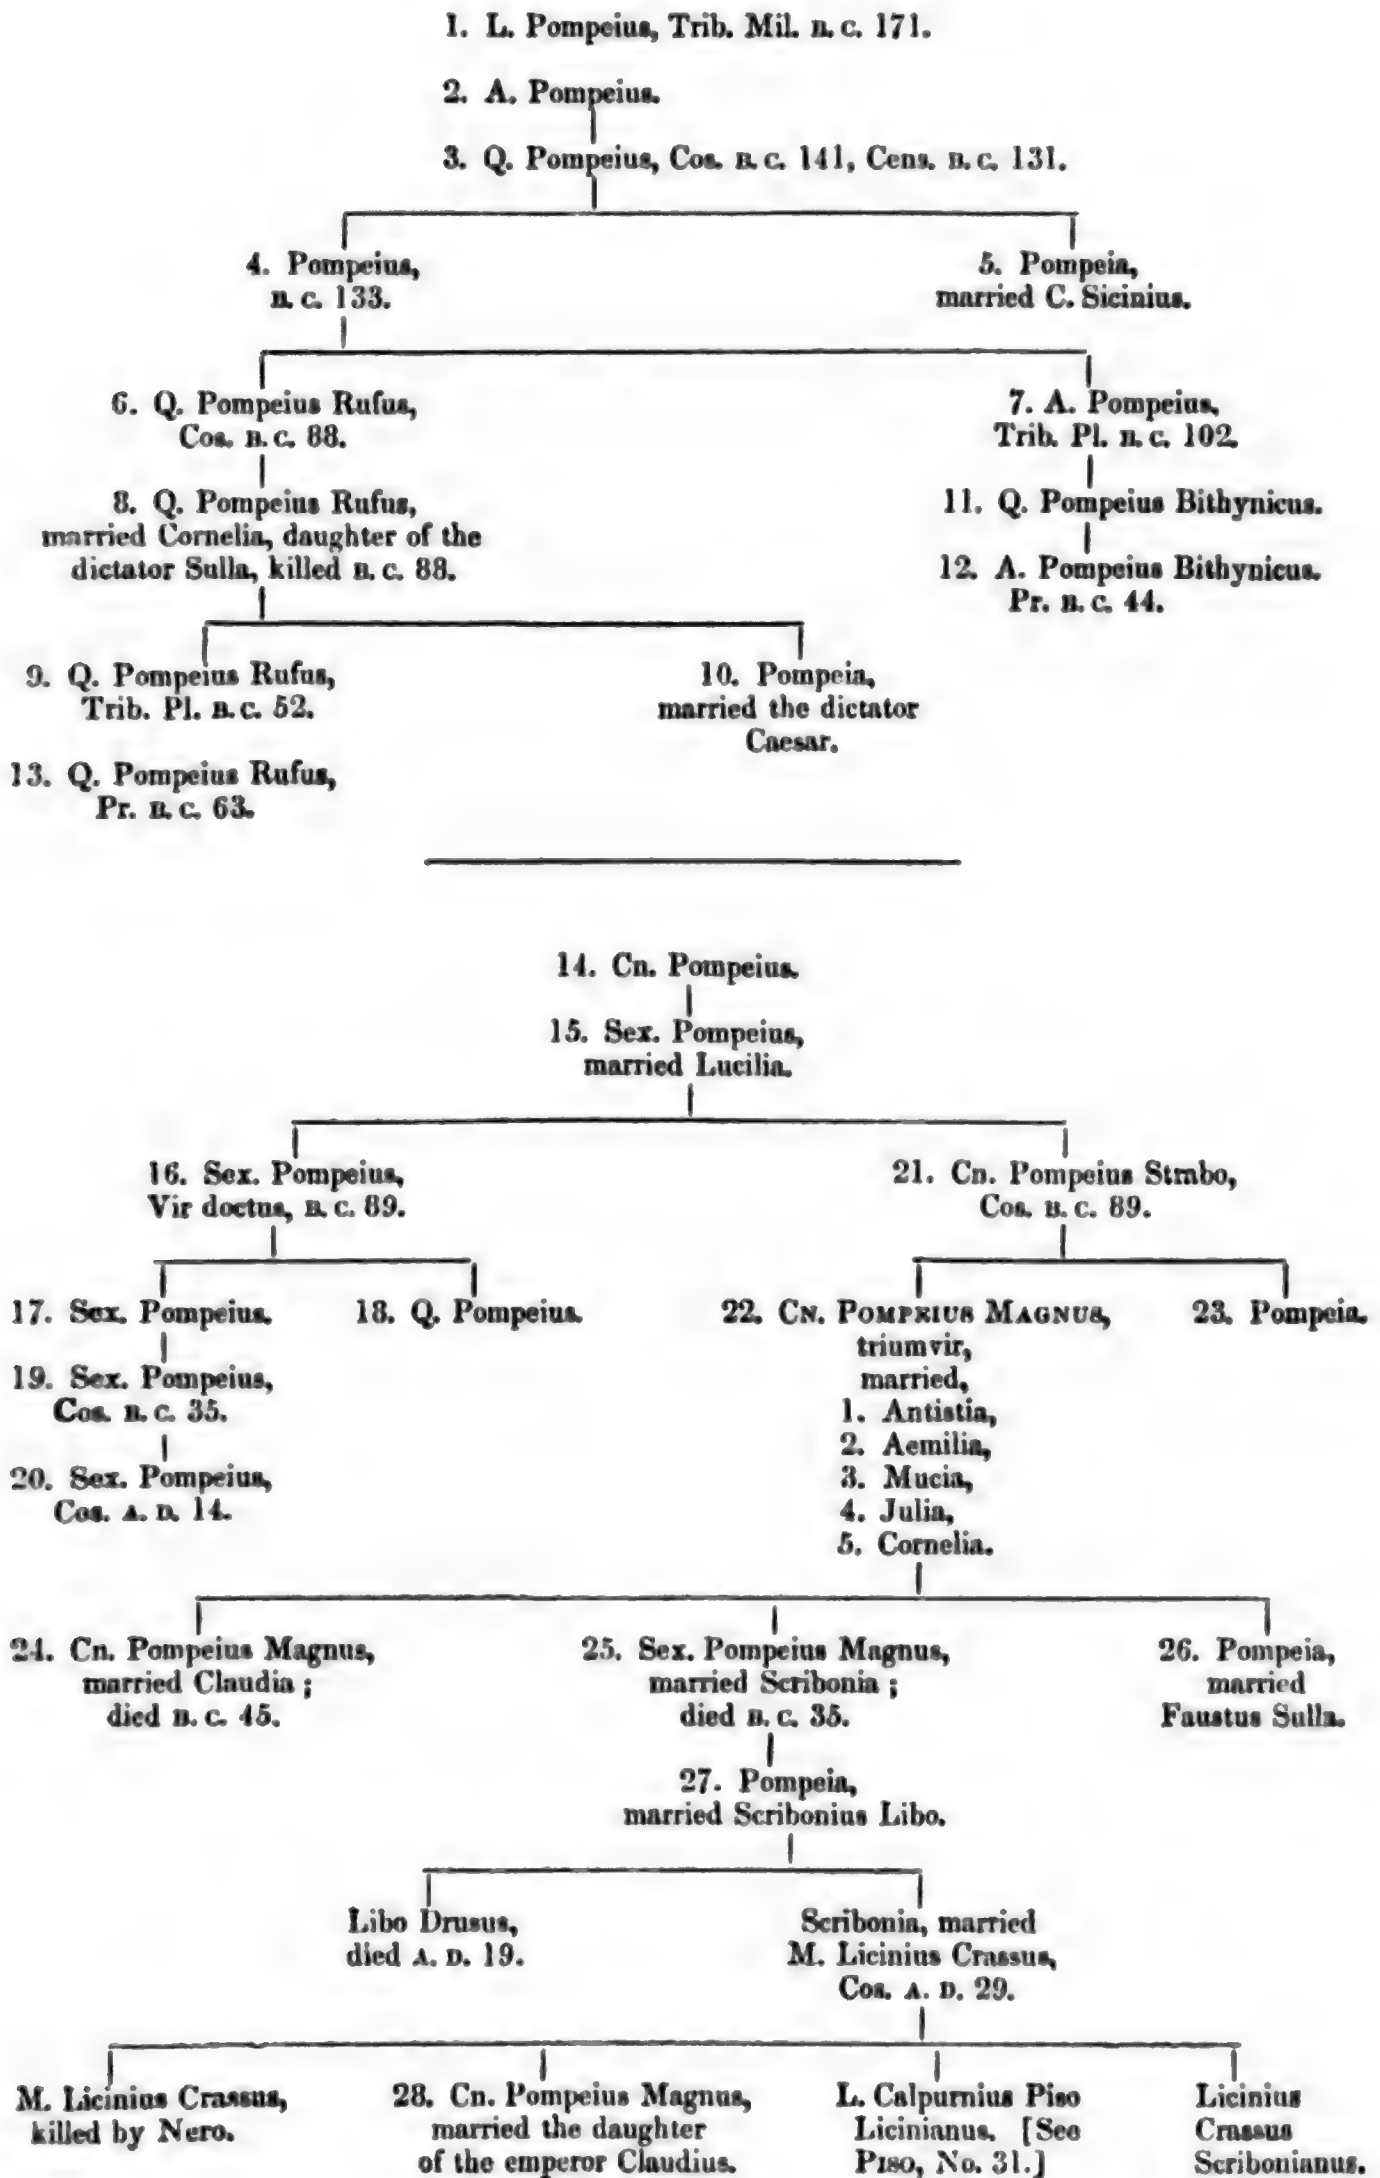 1. L. Pompeius, Trib. Mil. B.C. 171.
2. A. Pompeius.
3. Q. Pompeius, Cos. B.C. 141, Cens. B.C. 131.
4. Pompeius,
B.C. 133.
5. Pompeia,
married C. Sicinius.
6. Q. Pompeius Rufus,
Cos. B.C. 88.
7. A. Pompeius,
Trib. Pl. B.C. 102.
8. Q. Pompeius Rufus,
married Cornelia, daughter of the
dictator Sulla, killed B.C. 88.
11. Q. Pompeius Bithynicus.
12. A. Pompeius Bithynicus.
Pr. B.C. 44.
9. Q. Pompeius Rufus,
Trib. Pl. B.C. 52.
10. Pompeia,
married the dictator
Caesar.
13. Q. Pompeius Rufus,
Pr. B.C. 63.
14. Cn. Pompeius.
15. Sex. Pompeius,
married Lucilia.
16. Sex. Pompeius,
Vir doctus, B.C. 89.
21. Cn. Pompeius Strabo,
Cos. B.C. 89.
17. Sex. Pompeius.
18. Q. Pompeius.
22. CN. POMPEIUS MAGNUS,
triumvir,
married,
1. Antistia,
2. Aemilia,
3. Mucia,
4. Julia,
5. Cornelia.
23. Pompeia.
19. Sex. Pompeius,
Cos. B.C. 35.
20. Sex. Pompeius,
Cos. A.D. 14.
24. Cn. Pompeius Magnus,
married Claudia;
died B.C. 45.
25. Sex. Pompeius Magnus,
married Scribonia;
died B.C. 35.
26. Pompeia,
married
Faustus Sulla.
27. Pompeia,
married Scribonius Libo.
Libo Drusus,
died A.D. 19.
Scribonia, married
M. Licinius Crassus,
Cos. A.D. 29.
M. Licinius Crassus,
killed by Nero.
28. Cn. Pompeius Magnus,
married the daughter
of the emperor Claudius.
L. Calpurnius Piso
Licinianus. [See
PISO, No. 31.]
Licinius
Crassus
Scribonianus.